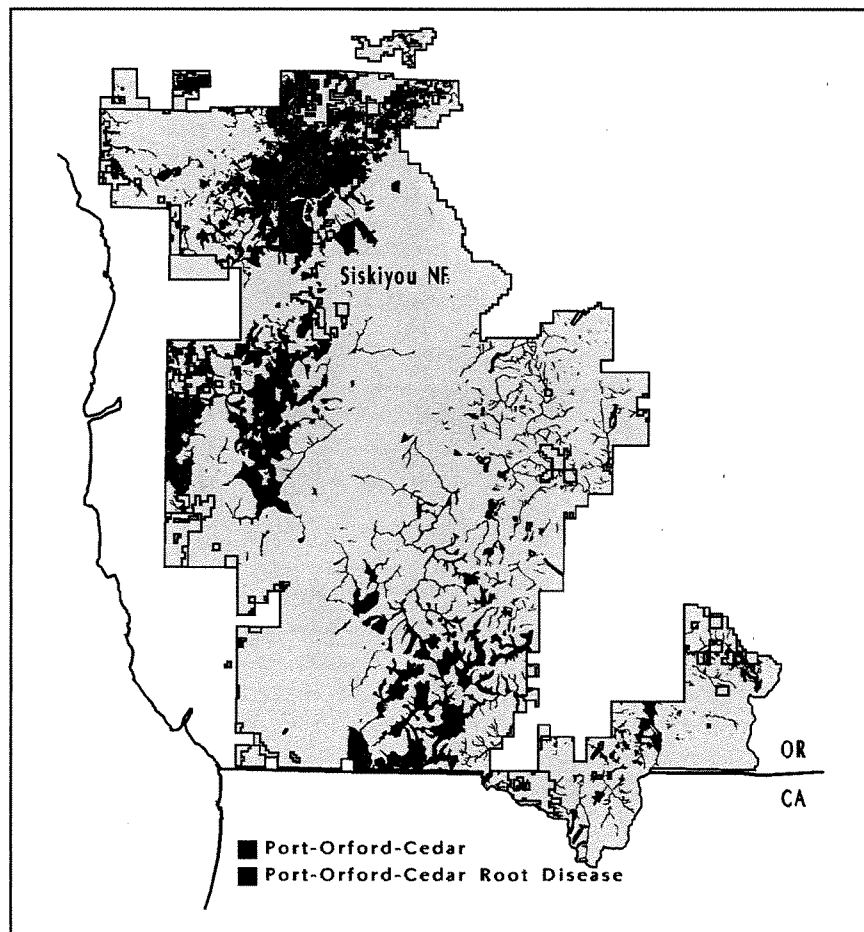 Siskiyou NF
OR
CA
Port-Orford-Cedar
Port-Orford-Cedar Root Disease